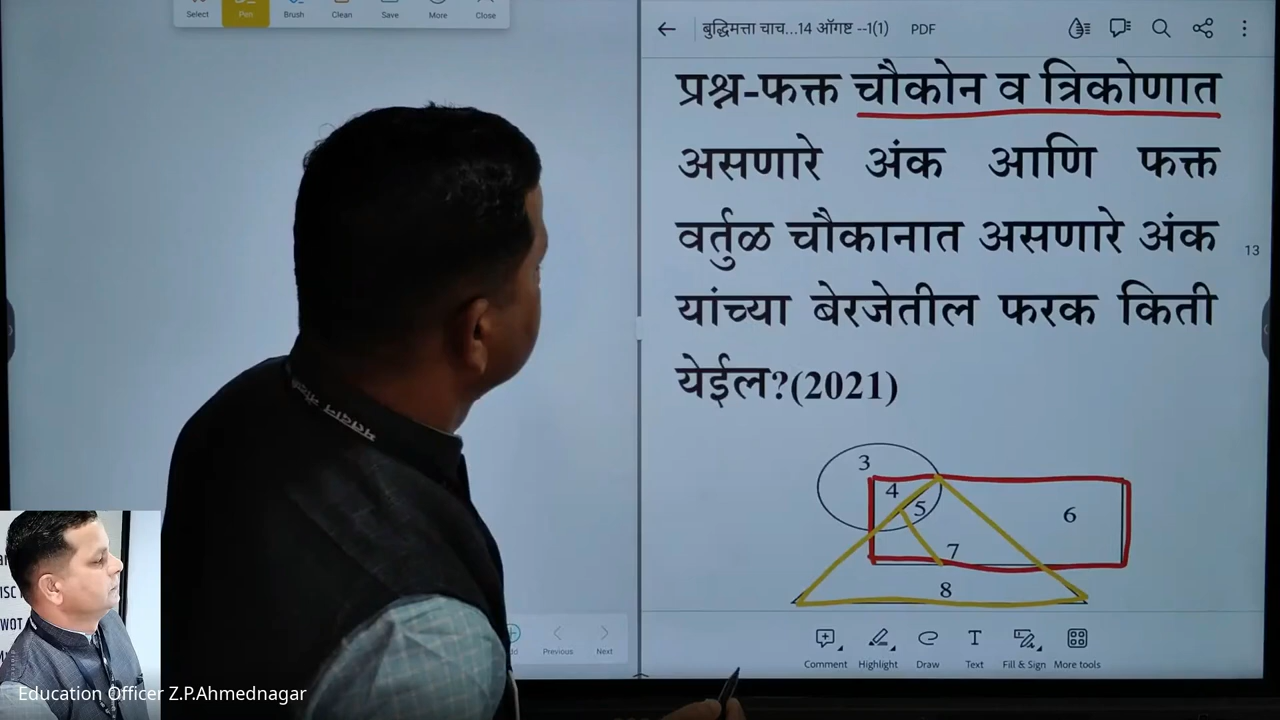 Select Pen Brush Clean Save More Close
बुद्धिमत्ता चाच...14 ऑगष्ट --1(1) PDF
प्रश्न-फक्त चौकोन व त्रिकोणात
असणारे अंक आणि फक्त
वर्तुळ चौकानात असणारे अंक
13
यांच्या बेरजेतील फरक किती
येईल?(2021)
3
4
5
6
7
8
Previous Next
Comment Highlight Draw Text Fill & Sign More tools
Education Officer Z.P.Ahmednagar